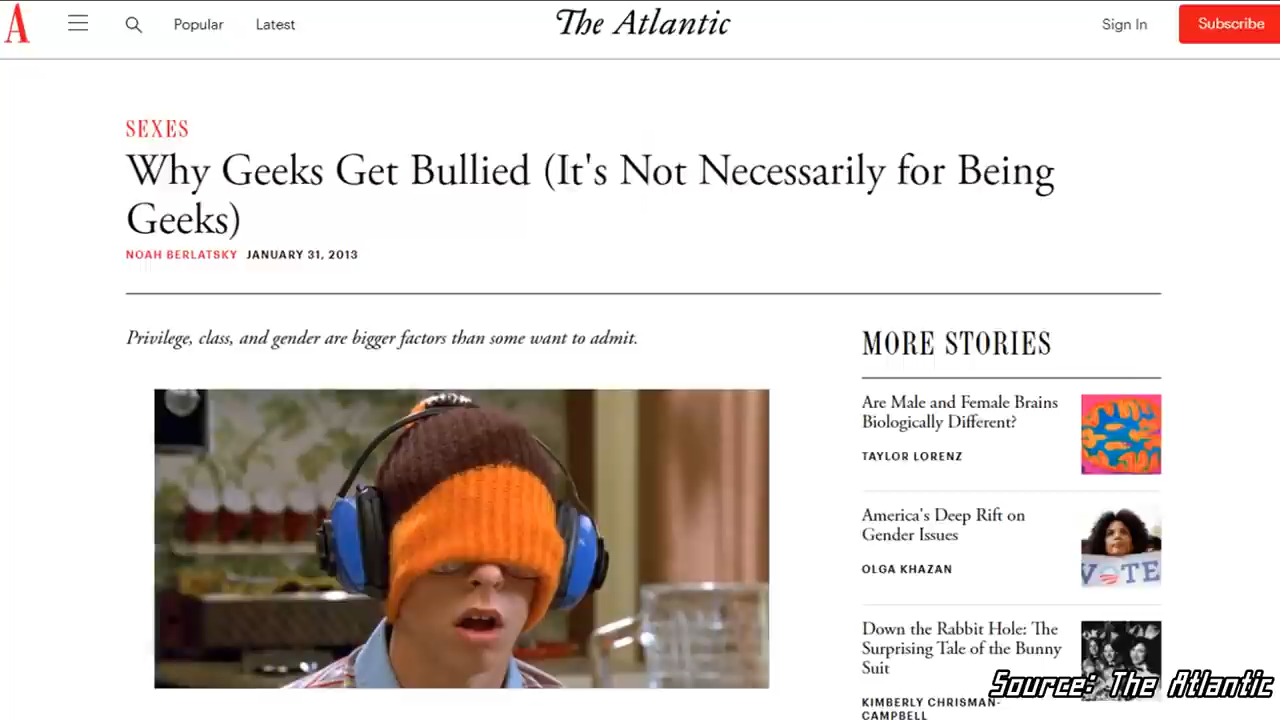 A
Popular
Latest
The Atlantic
Sign In
Subscribe
SEXES
Why Geeks Get Bullied (It's Not Necessarily for Being
Geeks)
NOAH BERLATSKY JANUARY 31, 2013
Privilege, class, and gender are bigger factors than some want to admit.
MORE STORIES
Are Male and Female Brains
Biologically Different?
TAYLOR LORENZ
America's Deep Rift on
Gender Issues
OLGA KHAZAN
VOTE
Down the Rabbit Hole: The
Surprising Tale of the Bunny
Suit
KIMBERLY CHRISMAN-
CAMPBELL
Source: The Atlantic